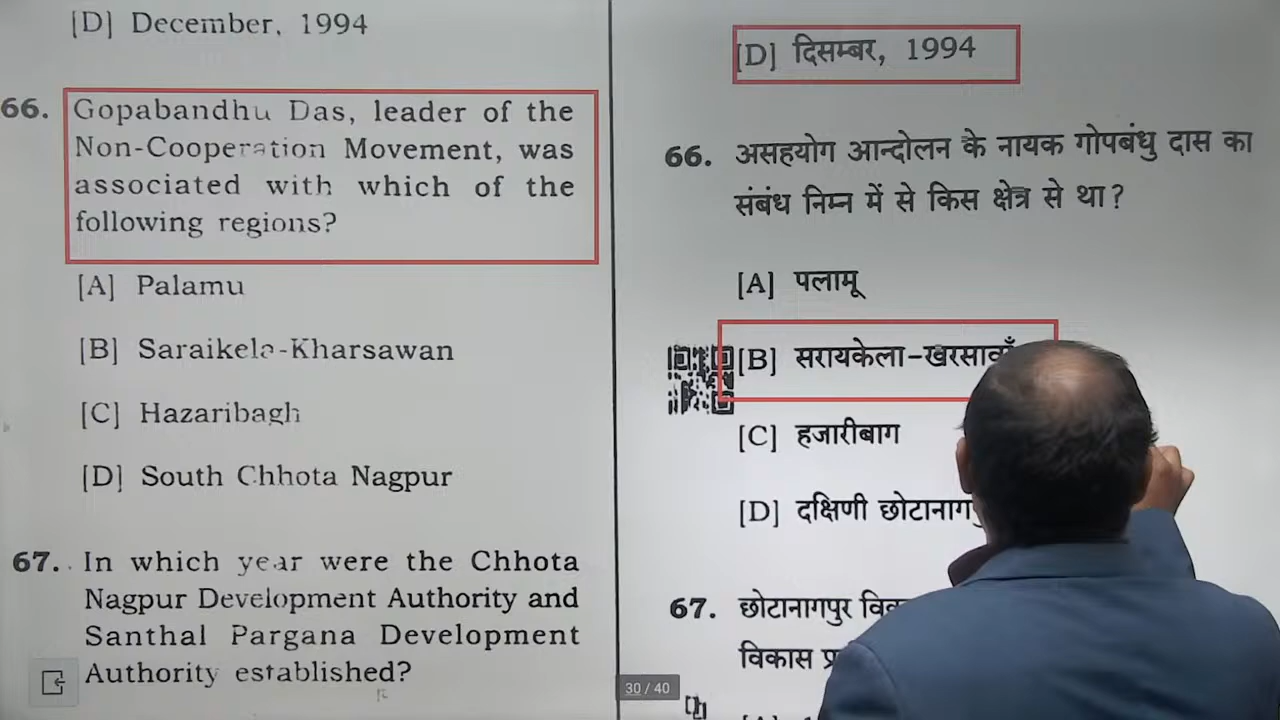 [D] December, 1994
66. Gopabandhu Das, leader of the
Non-Cooperation Movement, was
associated with which of the
following regions?
[A] Palamu
[B] Saraikela-Kharsawan
[C] Hazaribagh
[D] South Chhota Nagpur
67. In which year were the Chhota
Nagpur Development Authority and
Santhal Pargana Development
Authority established?
[D] दिसम्बर, 1994
66. असहयोग आन्दोलन के नायक गोपबंधु दास का
संबंध निम्न में से किस क्षेत्र से था?
[A] पलामू
[B] सरायकेला-खरसावाँ
[C] हजारीबाग
[D] दक्षिणी
67. छोटानागपुर
विकास
30 / 40